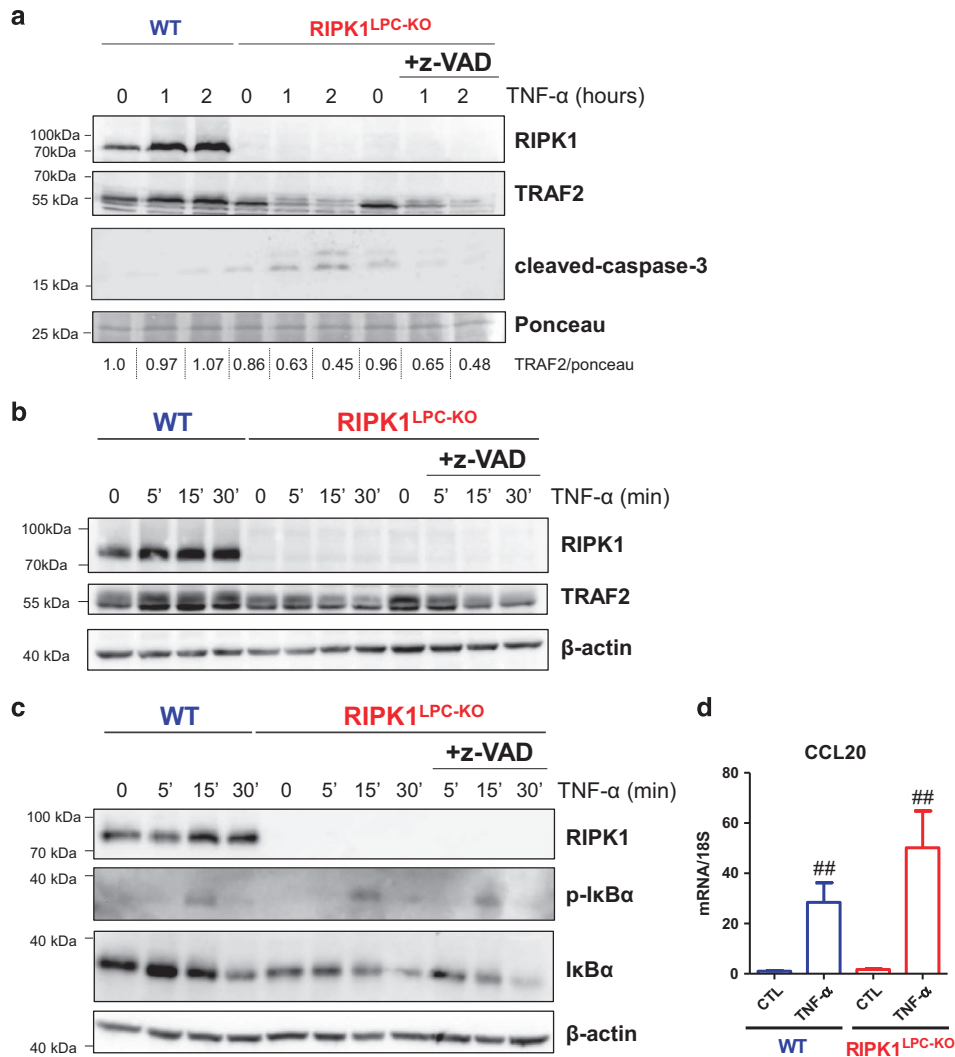 a
WT RIPK1LPC-KO
+z-VAD
0 1 2 0 1 2 0 1 2 TNF-α (hours)
100kDa
70kDa
RIPK1
70kDa
55 kDa
TRAF2
cleaved-caspase-3
15 kDa
25 kDa
Ponceau
1.0 0.97 1.07 0.86 0.63 0.45 0.96 0.65 0.48 TRAF2/ponceau
b
WT RIPK1LPC-KO
+z-VAD
0 5’ 15’ 30’ 0 5’ 15’ 30’ 0 5’ 15’ 30’ TNF-α (min)
100kDa
70kDa
RIPK1
55 kDa
TRAF2
40 kDa
β-actin
c
WT RIPK1LPC-KO
+z-VAD
0 5’ 15’ 30’ 0 5’ 15’ 30’ 5’ 15’ 30’ TNF-α (min)
100 kDa
70 kDa
RIPK1
40 kDa
p-IκBα
40 kDa
IκBα
40 kDa
β-actin
d
CCL20
mRNA/18S
80
60
40
20
0
##
##
CTL TNF-α CTL TNF-α
WT RIPK1LPC-KO